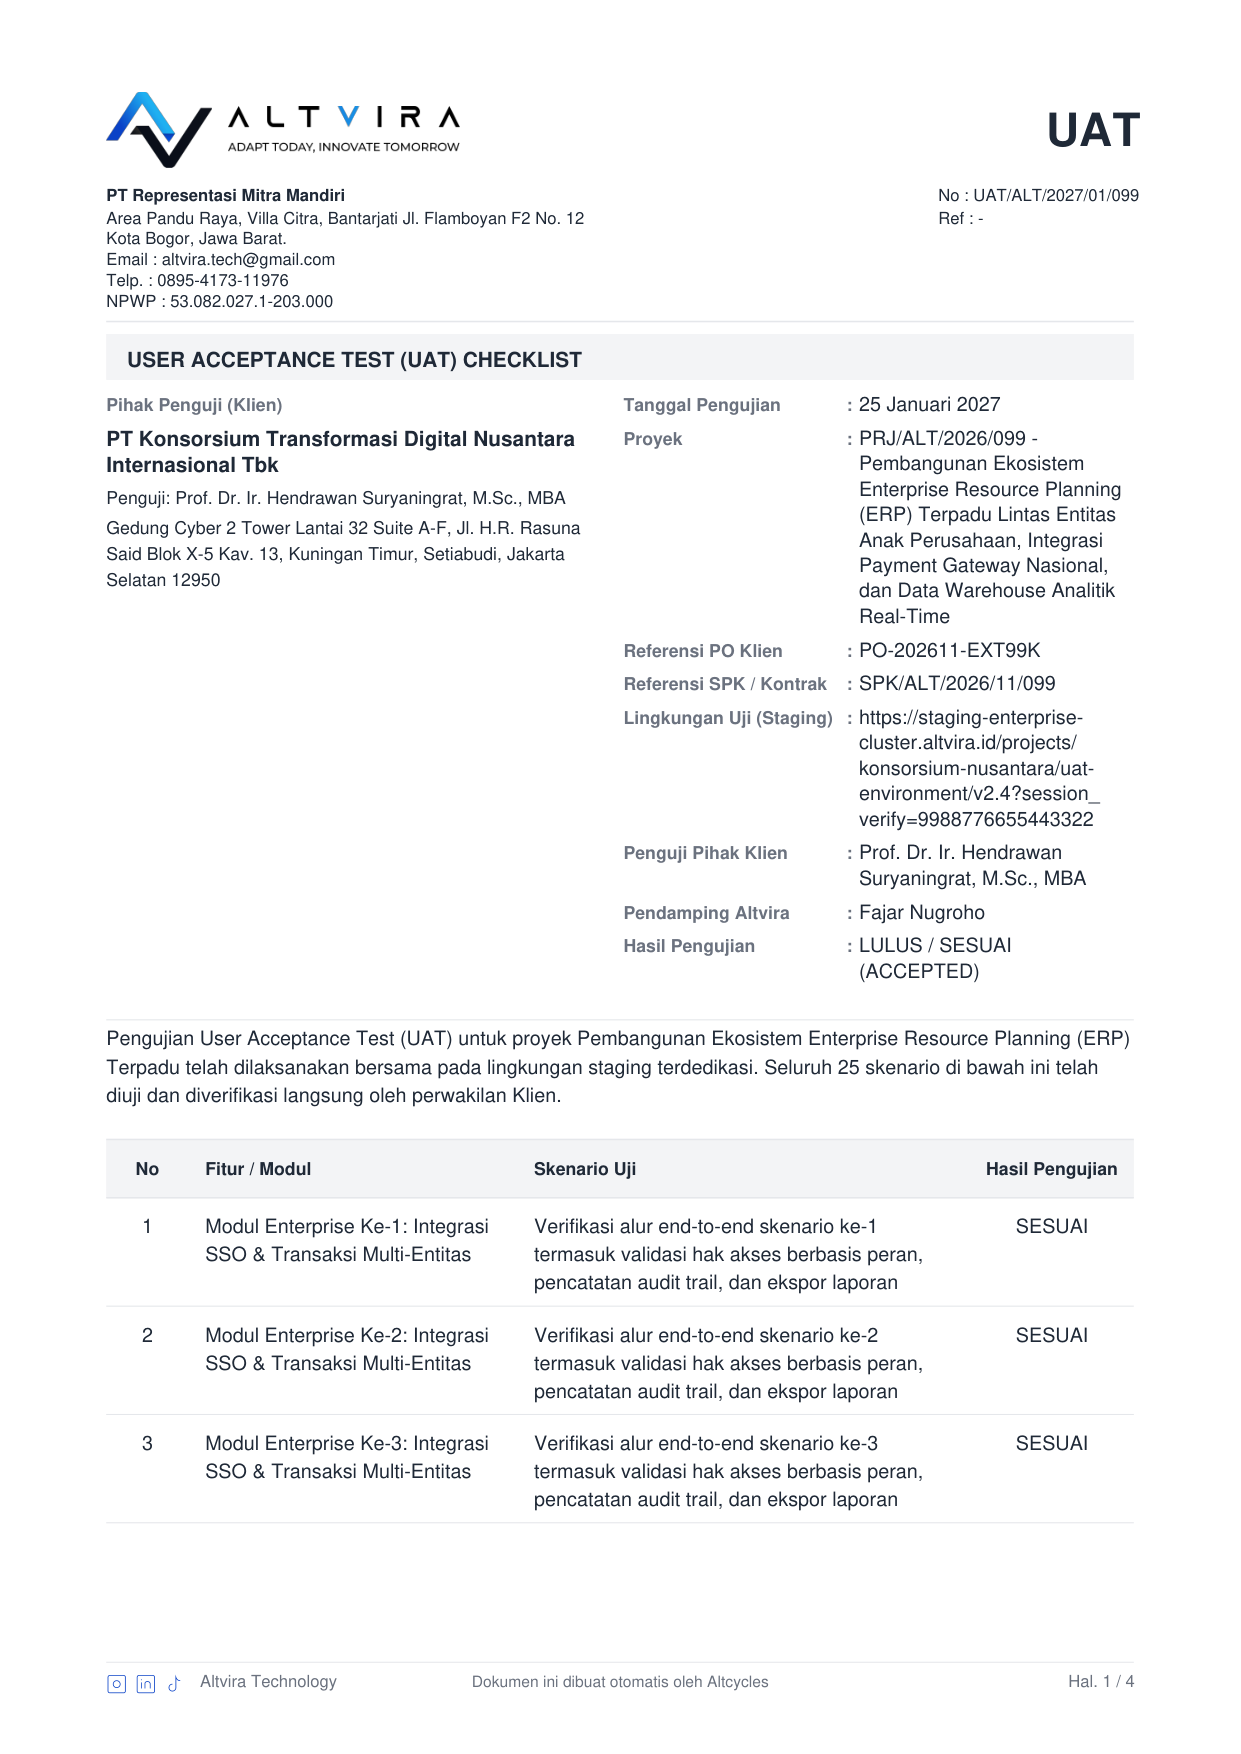 ALTVIRA
ADAPT TODAY, INNOVATE TOMORROW
UAT
PT Representasi Mitra Mandiri
Area Pandu Raya, Villa Citra, Bantarjati Jl. Flamboyan F2 No. 12
Kota Bogor, Jawa Barat.
Email : altvira.tech@gmail.com
Telp. : 0895-4173-11976
NPWP : 53.082.027.1-203.000
No : UAT/ALT/2027/01/099
Ref : -
USER ACCEPTANCE TEST (UAT) CHECKLIST
Pihak Penguji (Klien)
PT Konsorsium Transformasi Digital Nusantara
Internasional Tbk
Penguji: Prof. Dr. Ir. Hendrawan Suryaningrat, M.Sc., MBA
Gedung Cyber 2 Tower Lantai 32 Suite A-F, Jl. H.R. Rasuna
Said Blok X-5 Kav. 13, Kuningan Timur, Setiabudi, Jakarta
Selatan 12950
Tanggal Pengujian : 25 Januari 2027
Proyek : PRJ/ALT/2026/099 -
Pembangunan Ekosistem
Enterprise Resource Planning
(ERP) Terpadu Lintas Entitas
Anak Perusahaan, Integrasi
Payment Gateway Nasional,
dan Data Warehouse Analitik
Real-Time
Referensi PO Klien : PO-202611-EXT99K
Referensi SPK / Kontrak : SPK/ALT/2026/11/099
Lingkungan Uji (Staging) : https://staging-enterprise-
cluster.altvira.id/projects/
konsorsium-nusantara/uat-
environment/v2.4?session_
verify=9988776655443322
Penguji Pihak Klien : Prof. Dr. Ir. Hendrawan
Suryaningrat, M.Sc., MBA
Pendamping Altvira : Fajar Nugroho
Hasil Pengujian : LULUS / SESUAI
(ACCEPTED)
Pengujian User Acceptance Test (UAT) untuk proyek Pembangunan Ekosistem Enterprise Resource Planning (ERP)
Terpadu telah dilaksanakan bersama pada lingkungan staging terdedikasi. Seluruh 25 skenario di bawah ini telah
diuji dan diverifikasi langsung oleh perwakilan Klien.
No Fitur / Modul Skenario Uji Hasil Pengujian
1 Modul Enterprise Ke-1: Integrasi Verifikasi alur end-to-end skenario ke-1 SESUAI
SSO & Transaksi Multi-Entitas termasuk validasi hak akses berbasis peran,
pencatatan audit trail, dan ekspor laporan
2 Modul Enterprise Ke-2: Integrasi Verifikasi alur end-to-end skenario ke-2 SESUAI
SSO & Transaksi Multi-Entitas termasuk validasi hak akses berbasis peran,
pencatatan audit trail, dan ekspor laporan
3 Modul Enterprise Ke-3: Integrasi Verifikasi alur end-to-end skenario ke-3 SESUAI
SSO & Transaksi Multi-Entitas termasuk validasi hak akses berbasis peran,
pencatatan audit trail, dan ekspor laporan
Altvira Technology Dokumen ini dibuat otomatis oleh Altcycles Hal. 1 / 4